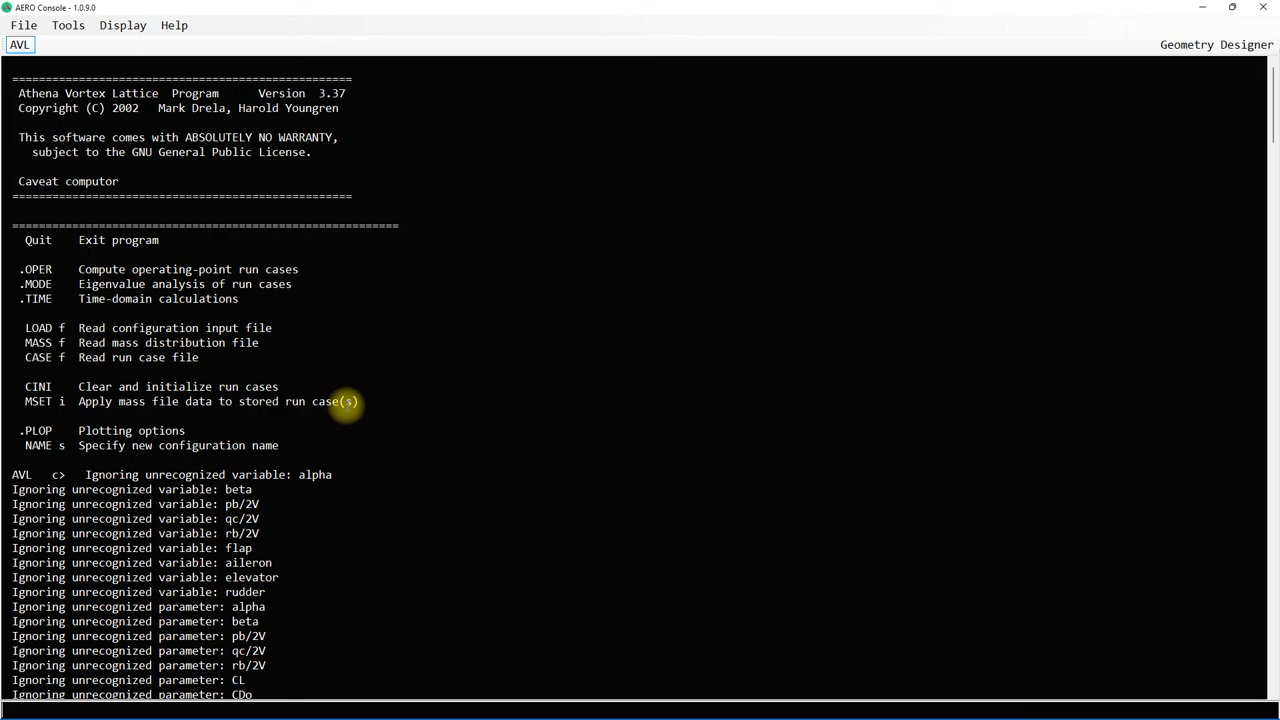 AERO Console - 1.0.9.0
File Tools Display Help
AVL Geometry Designer
===================================================
Athena Vortex Lattice Program Version 3.37
Copyright (C) 2002 Mark Drela, Harold Youngren
This software comes with ABSOLUTELY NO WARRANTY,
subject to the GNU General Public License.
Caveat computor
===================================================
==========================================================
Quit Exit program
.OPER Compute operating-point run cases
.MODE Eigenvalue analysis of run cases
.TIME Time-domain calculations
LOAD f Read configuration input file
MASS f Read mass distribution file
CASE f Read run case file
CINI Clear and initialize run cases
MSET i Apply mass file data to stored run case(s)
.PLOP Plotting options
NAME s Specify new configuration name
AVL c> Ignoring unrecognized variable: alpha
Ignoring unrecognized variable: beta
Ignoring unrecognized variable: pb/2V
Ignoring unrecognized variable: qc/2V
Ignoring unrecognized variable: rb/2V
Ignoring unrecognized variable: flap
Ignoring unrecognized variable: aileron
Ignoring unrecognized variable: elevator
Ignoring unrecognized variable: rudder
Ignoring unrecognized parameter: alpha
Ignoring unrecognized parameter: beta
Ignoring unrecognized parameter: pb/2V
Ignoring unrecognized parameter: qc/2V
Ignoring unrecognized parameter: rb/2V
Ignoring unrecognized parameter: CL
Ignoring unrecognized parameter: CDo